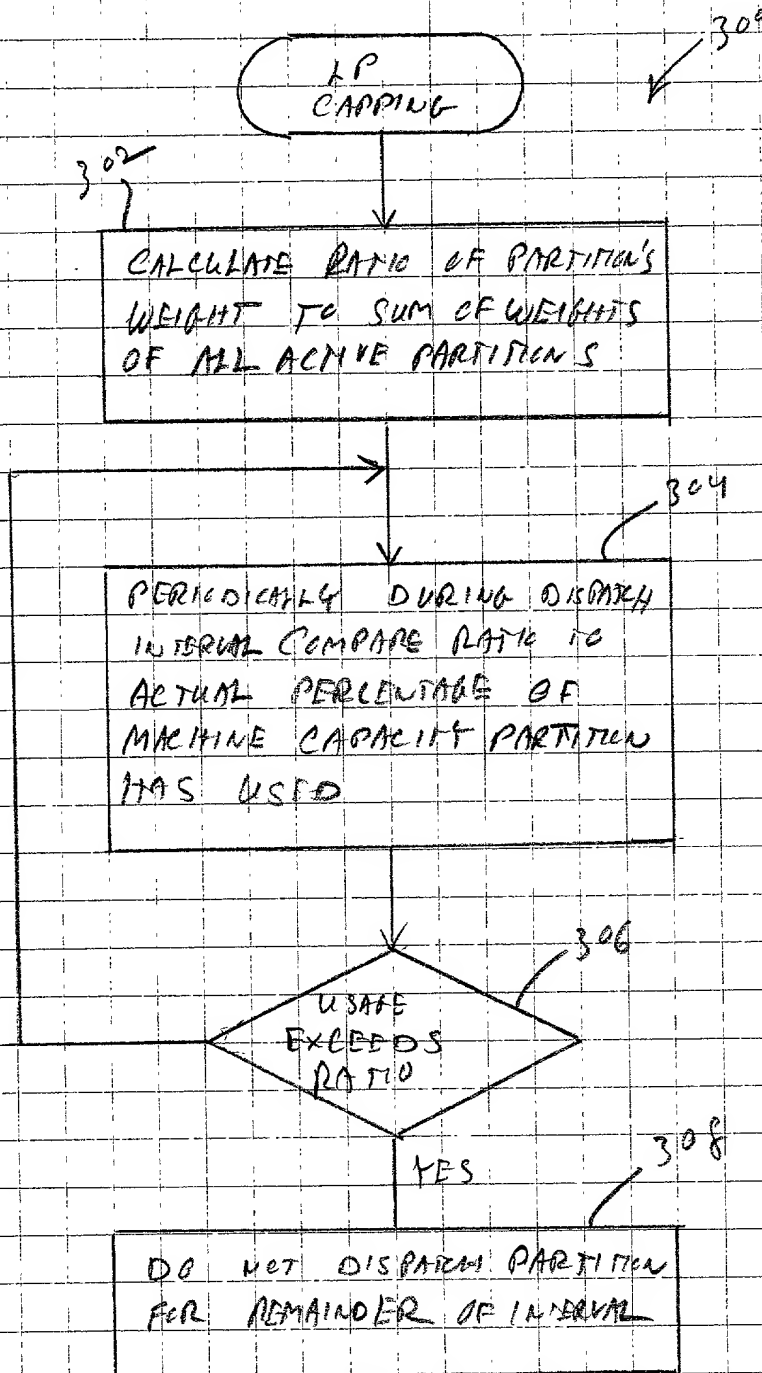 300
LP
CAPPING
302
CALCULATE RATIO OF PARTITION'S
WEIGHT TO SUM OF WEIGHTS
OF ALL ACTIVE PARTITIONS
304
PERIODICALLY DURING DISPATCH
INTERVAL COMPARE RATIO TO
ACTUAL PERCENTAGE OF
MACHINE CAPACITY PARTITION
HAS USED
306
USAGE
EXCEEDS
RATIO
YES
308
DO NOT DISPATCH PARTITION
FOR REMAINDER OF INTERVAL